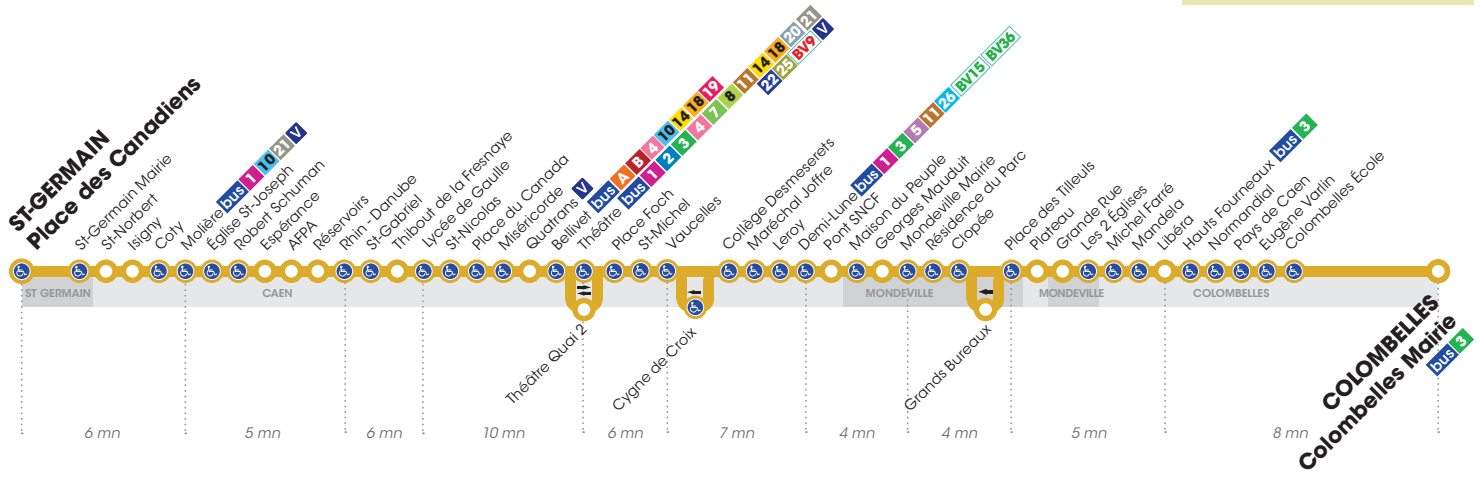 ST-GERMAIN
Place des Canadiens
St-Germain Mairie
St-Norbert
Isigny
Coty
Molière bus 1 10 21 V
Église St-Joseph
Robert Schuman
Espérance
AFPA
Réservoirs
Rhin - Danube
St-Gabriel
Thibout de la Fresnaye
Lycée de Gaulle
St-Nicolas
Place du Canada
Miséricorde
Quatrans V
Bellivet bus A B 4 10 14 18 19
Théâtre bus 1 2 3 4 7 8 11 14 18 20 21
22 25 BV9 V
Place Foch
St-Michel
Vaucelles
Collège Desmeserets
Maréchal Joffre
Leroy
Demi-Lune bus 1 3 5 11 26 BV15 BV36
Pont SNCF
Maison du Peuple
Georges Mauduit
Mondeville Mairie
Résidence du Parc
Clopée
Place des Tilleuls
Plateau
Grande Rue
Les 2 Églises
Michel Farré
Mandela
Libéra
Hauts Fourneaux bus 3
Normandial
Pays de Caen
Eugène Varlin
Colombelles École
ST GERMAIN
CAEN
MONDEVILLE
MONDEVILLE
COLOMBELLES
Théâtre Quai 2
Cygne de Croix
Grands Bureaux
COLOMBELLES
Colombelles Mairie
bus 3
6 mn
5 mn
6 mn
10 mn
6 mn
7 mn
4 mn
4 mn
5 mn
8 mn